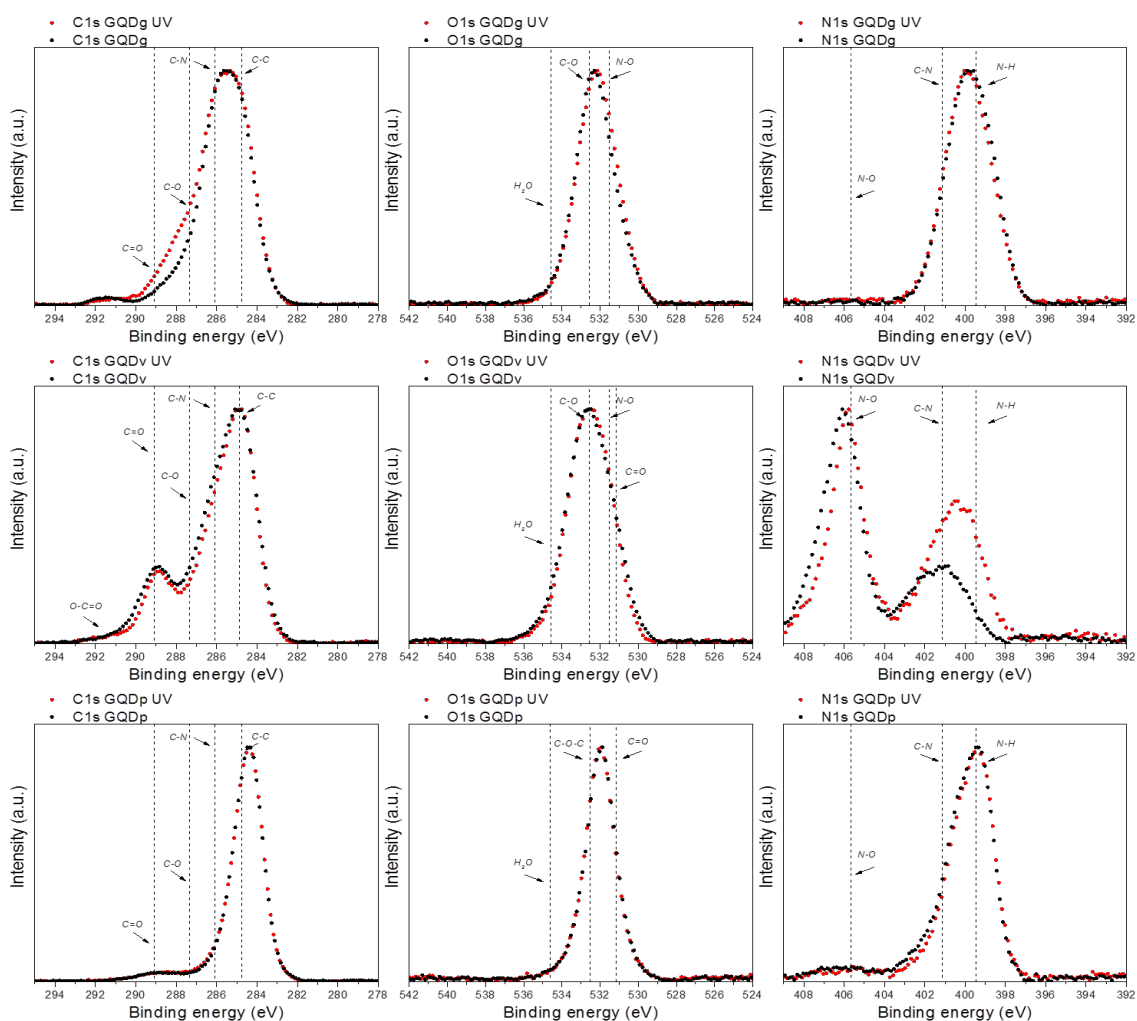 C1s GQDg UV
C1s GQDg
C-N
C-C
C-O
C=O
Intensity (a.u.)
294 292 290 288 286 284 282 280 278
Binding energy (eV)
O1s GQDg UV
O1s GQDg
C-O
N-O
H₂O
Intensity (a.u.)
542 540 538 536 534 532 530 528 526 524
Binding energy (eV)
N1s GQDg UV
N1s GQDg
C-N
N-H
N-O
Intensity (a.u.)
408 406 404 402 400 398 396 394 392
Binding energy (eV)
C1s GQDv UV
C1s GQDv
C-N
C-C
C=O
C-O
O-C=O
Intensity (a.u.)
294 292 290 288 286 284 282 280 278
Binding energy (eV)
O1s GQDv UV
O1s GQDv
C-O
N-O
C=O
H₂O
Intensity (a.u.)
542 540 538 536 534 532 530 528 526 524
Binding energy (eV)
N1s GQDv UV
N1s GQDv
N-O
C-N
N-H
Intensity (a.u.)
408 406 404 402 400 398 396 394 392
Binding energy (eV)
C1s GQDp UV
C1s GQDp
C-N
C-C
C-O
C=O
Intensity (a.u.)
294 292 290 288 286 284 282 280 278
Binding energy (eV)
O1s GQDp UV
O1s GQDp
C-O-C
C=O
H₂O
Intensity (a.u.)
542 540 538 536 534 532 530 528 526 524
Binding energy (eV)
N1s GQDp UV
N1s GQDp
C-N
N-H
N-O
Intensity (a.u.)
408 406 404 402 400 398 396 394 392
Binding energy (eV)